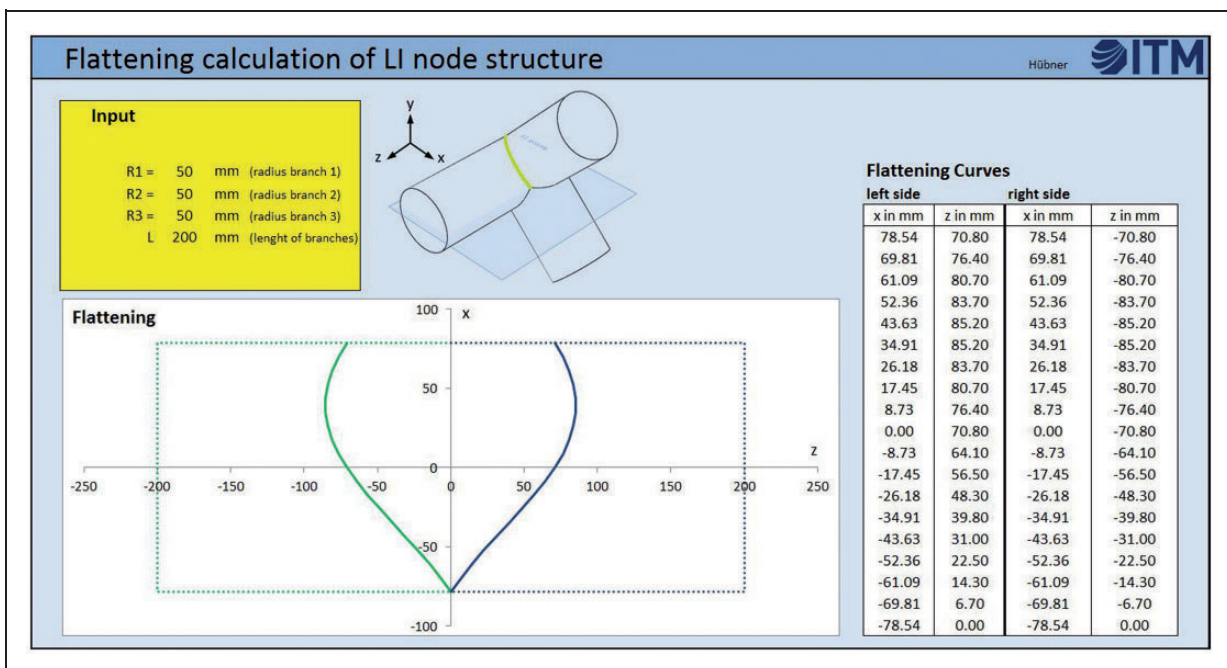 Flattening calculation of LI node structure
Hübner
ITM
Input
R1 = 50 mm (radius branch 1)
R2 = 50 mm (radius branch 2)
R3 = 50 mm (radius branch 3)
L 200 mm (lenght of branches)
y
z
x
Flattening
100 x
50
0
z
-250 -200 -150 -100 -50 0 50 100 150 200 250
-50
-100
Flattening Curves
left side right side
x in mm z in mm x in mm z in mm
78.54 70.80 78.54 -70.80
69.81 76.40 69.81 -76.40
61.09 80.70 61.09 -80.70
52.36 83.70 52.36 -83.70
43.63 85.20 43.63 -85.20
34.91 85.20 34.91 -85.20
26.18 83.70 26.18 -83.70
17.45 80.70 17.45 -80.70
8.73 76.40 8.73 -76.40
0.00 70.80 0.00 -70.80
-8.73 64.10 -8.73 -64.10
-17.45 56.50 -17.45 -56.50
-26.18 48.30 -26.18 -48.30
-34.91 39.80 -34.91 -39.80
-43.63 31.00 -43.63 -31.00
-52.36 22.50 -52.36 -22.50
-61.09 14.30 -61.09 -14.30
-69.81 6.70 -69.81 -6.70
-78.54 0.00 -78.54 0.00